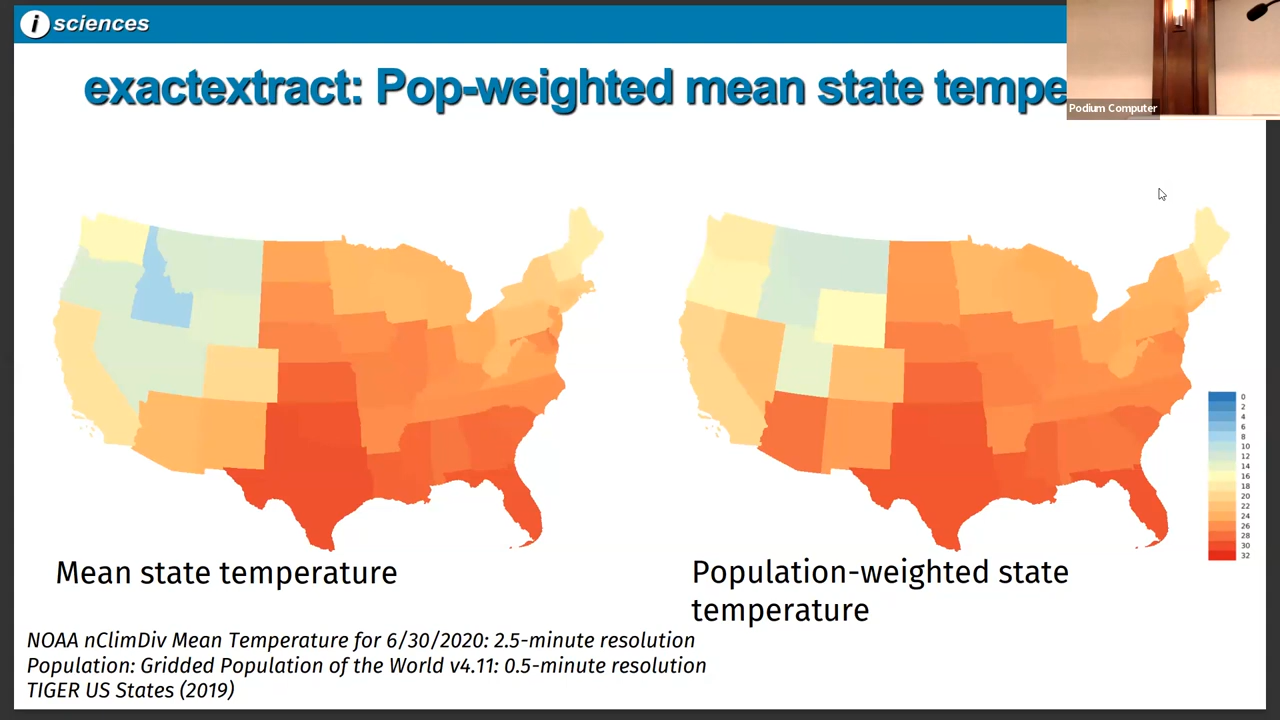 i sciences
exactextract: Pop-weighted mean state tempe
Podium Computer
0
2
4
6
8
10
12
14
16
18
20
22
24
26
28
30
32
Mean state temperature
Population-weighted state
temperature
NOAA nClimDiv Mean Temperature for 6/30/2020: 2.5-minute resolution
Population: Gridded Population of the World v4.11: 0.5-minute resolution
TIGER US States (2019)